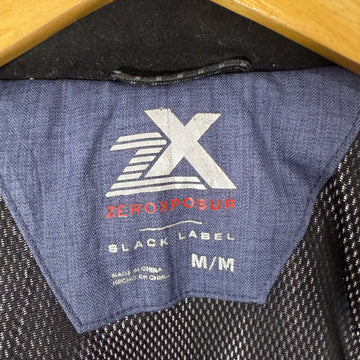 ZX
ZEROXPOSUR
BLACK LABEL
MADE IN CHINA
HECHO EN CHINA
M/M